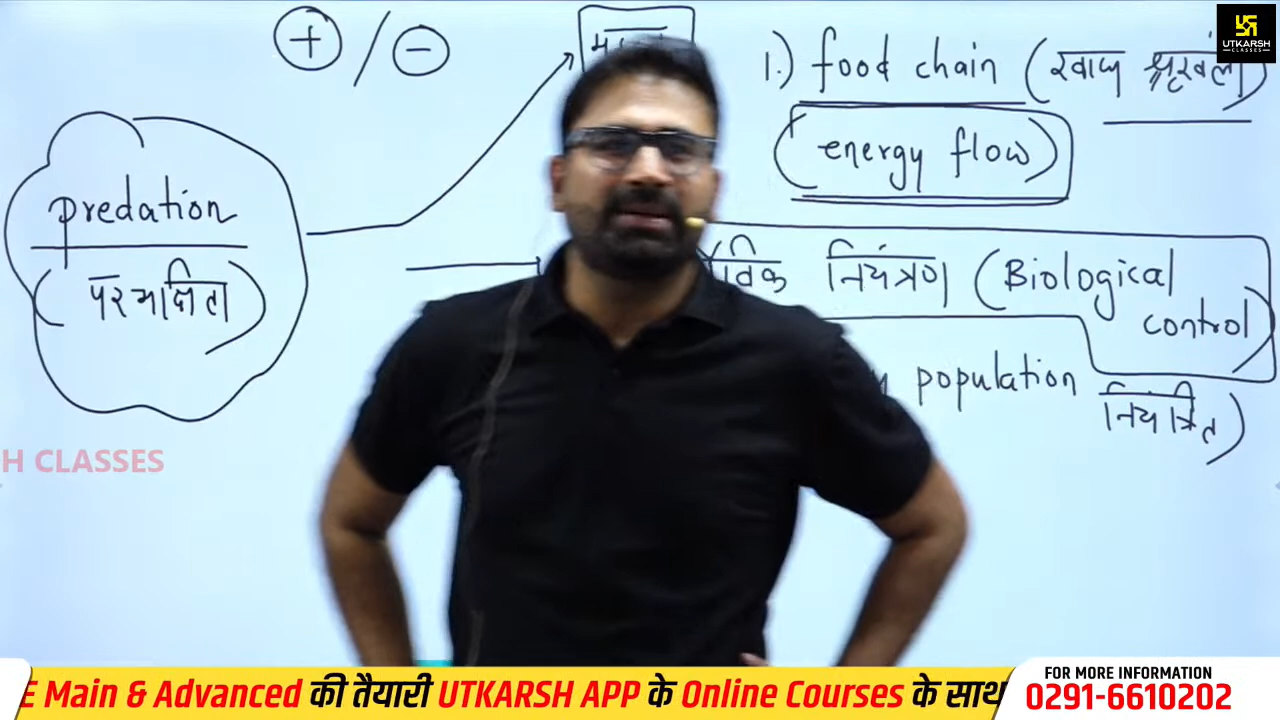 + / -
1.) food chain (खाद्य श्रृखंला)
(energy flow)
predation
(परभक्षिता)
नियंत्रण (Biological control)
population नियंत्रित)
UTKARSH
CLASSES
H CLASSES
E Main & Advanced की तैयारी UTKARSH APP के Online Courses के साथ
FOR MORE INFORMATION
0291-6610202